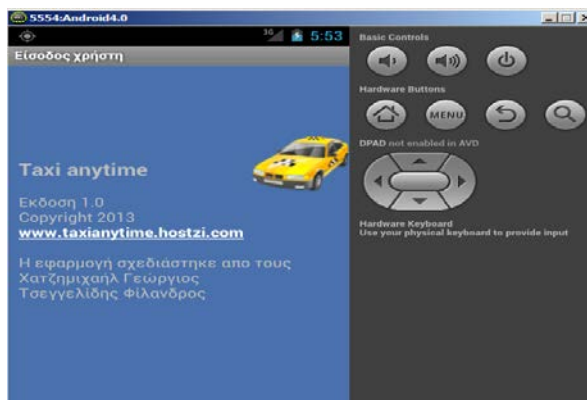 5554:Android4.0
3G 5:53
Είσοδος χρήστη
Taxi anytime
Εκδοση 1.0
Copyright 2013
www.taxianytime.hostzi.com
Η εφαρμογή σχεδιάστηκε απο τους
Χατζημιχαήλ Γεώργιος
Τσεγγελίδης Φίλανδρος
Basic Controls
Hardware Buttons
MENU
DPAD not enabled in AVD
Hardware Keyboard
Use your physical keyboard to provide input